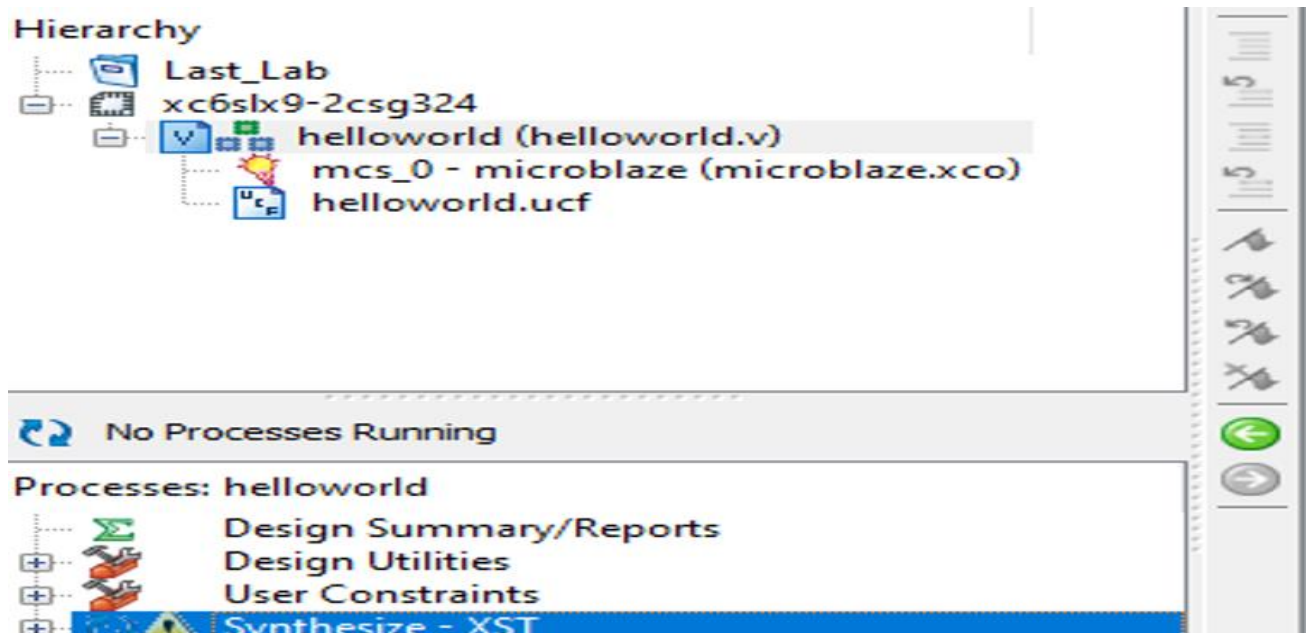 Hierarchy
Last_Lab
xc6slx9-2csg324
helloworld (helloworld.v)
mcs_0 - microblaze (microblaze.xco)
helloworld.ucf
No Processes Running
Processes: helloworld
Design Summary/Reports
Design Utilities
User Constraints
Synthesize - XST